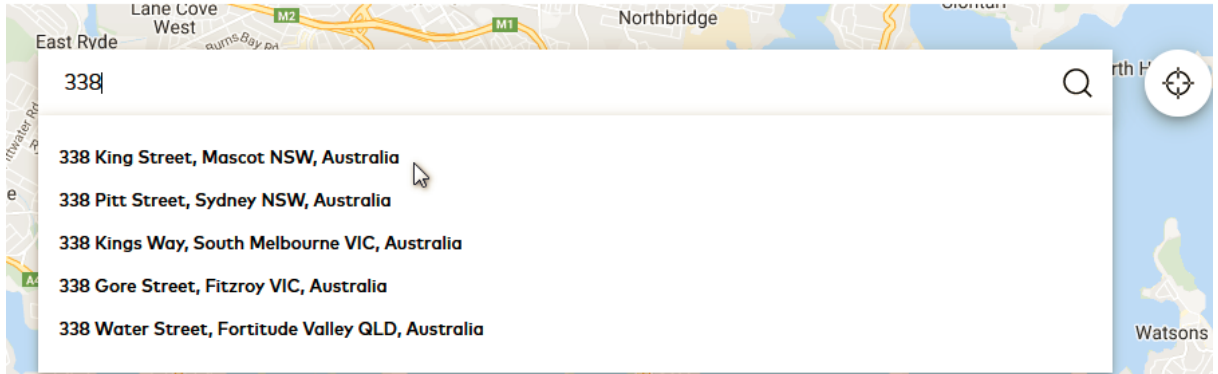 Lane Cove
West
M2
M1
Northbridge
East Ryde
Burns Bay Rd
338
rth H
338 King Street, Mascot NSW, Australia
338 Pitt Street, Sydney NSW, Australia
338 Kings Way, South Melbourne VIC, Australia
338 Gore Street, Fitzroy VIC, Australia
338 Water Street, Fortitude Valley QLD, Australia
e
A4
Watsons